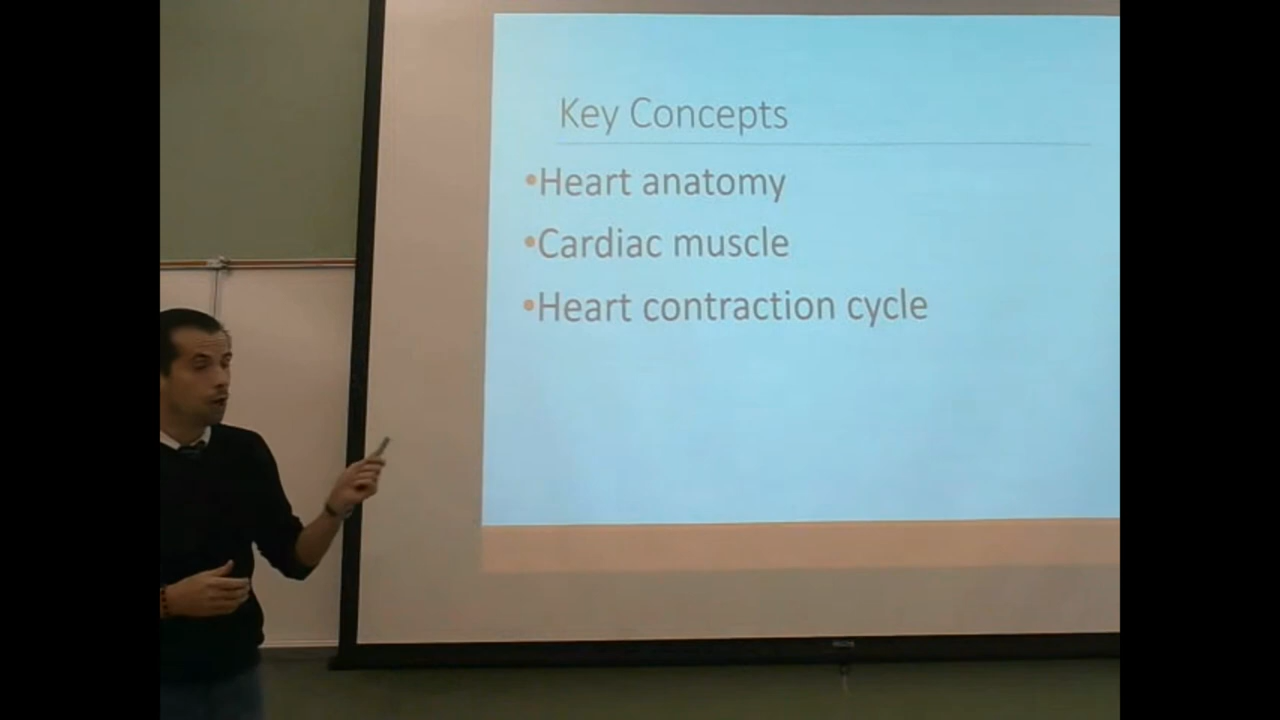 Key Concepts
•Heart anatomy
•Cardiac muscle
•Heart contraction cycle